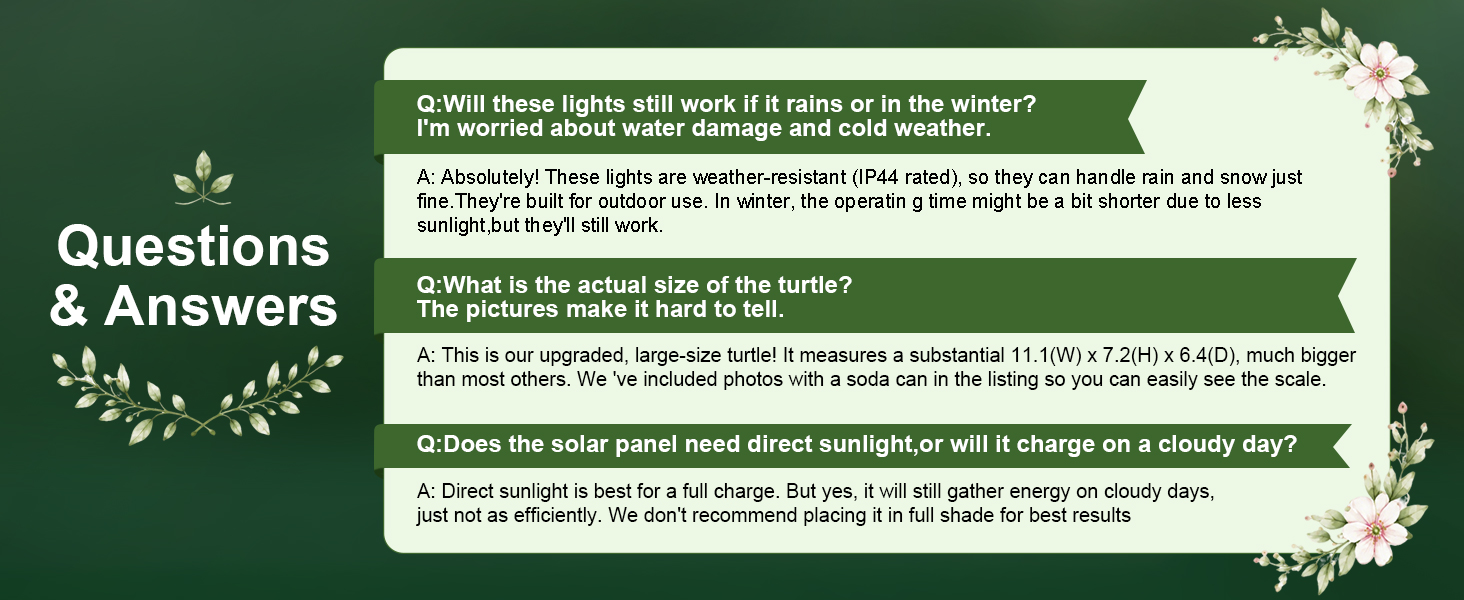 Questions
& Answers
Q:Will these lights still work if it rains or in the winter?
I'm worried about water damage and cold weather.
A: Absolutely! These lights are weather-resistant (IP44 rated), so they can handle rain and snow just
fine.They're built for outdoor use. In winter, the operatin g time might be a bit shorter due to less
sunlight,but they'll still work.
Q:What is the actual size of the turtle?
The pictures make it hard to tell.
A: This is our upgraded, large-size turtle! It measures a substantial 11.1(W) x 7.2(H) x 6.4(D), much bigger
than most others. We 've included photos with a soda can in the listing so you can easily see the scale.
Q:Does the solar panel need direct sunlight,or will it charge on a cloudy day?
A: Direct sunlight is best for a full charge. But yes, it will still gather energy on cloudy days,
just not as efficiently. We don't recommend placing it in full shade for best results